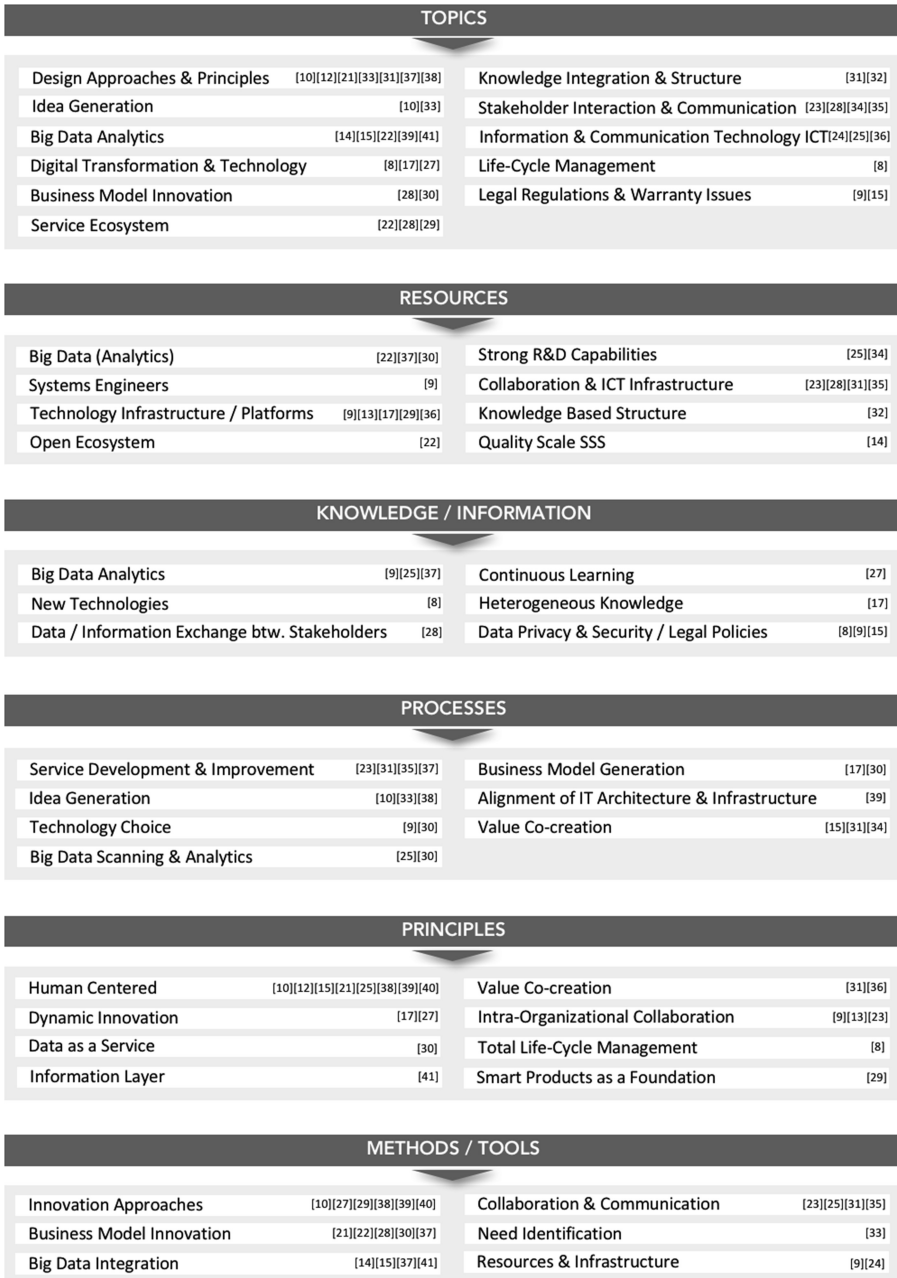 TOPICS
Design Approaches & Principles [10][12][21][33][31][37][38]
Idea Generation [10][33]
Big Data Analytics [14][15][22][39][41]
Digital Transformation & Technology [8][17][27]
Business Model Innovation [28][30]
Service Ecosystem [22][28][29]
Knowledge Integration & Structure [31][32]
Stakeholder Interaction & Communication [23][28][34][35]
Information & Communication Technology ICT[24][25][36]
Life-Cycle Management [8]
Legal Regulations & Warranty Issues [9][15]
RESOURCES
Big Data (Analytics) [22][37][30]
Systems Engineers [9]
Technology Infrastructure / Platforms [9][13][17][29][36]
Open Ecosystem [22]
Strong R&D Capabilities [25][34]
Collaboration & ICT Infrastructure [23][28][31][35]
Knowledge Based Structure [32]
Quality Scale SSS [14]
KNOWLEDGE / INFORMATION
Big Data Analytics [9][25][37]
New Technologies [8]
Data / Information Exchange btw. Stakeholders [28]
Continuous Learning [27]
Heterogeneous Knowledge [17]
Data Privacy & Security / Legal Policies [8][9][15]
PROCESSES
Service Development & Improvement [23][31][35][37]
Idea Generation [10][33][38]
Technology Choice [9][30]
Big Data Scanning & Analytics [25][30]
Business Model Generation [17][30]
Alignment of IT Architecture & Infrastructure [39]
Value Co-creation [15][31][34]
PRINCIPLES
Human Centered [10][12][15][21][25][38][39][40]
Dynamic Innovation [17][27]
Data as a Service [30]
Information Layer [41]
Value Co-creation [31][36]
Intra-Organizational Collaboration [9][13][23]
Total Life-Cycle Management [8]
Smart Products as a Foundation [29]
METHODS / TOOLS
Innovation Approaches [10][27][29][38][39][40]
Business Model Innovation [21][22][28][30][37]
Big Data Integration [14][15][37][41]
Collaboration & Communication [23][25][31][35]
Need Identification [33]
Resources & Infrastructure [9][24]